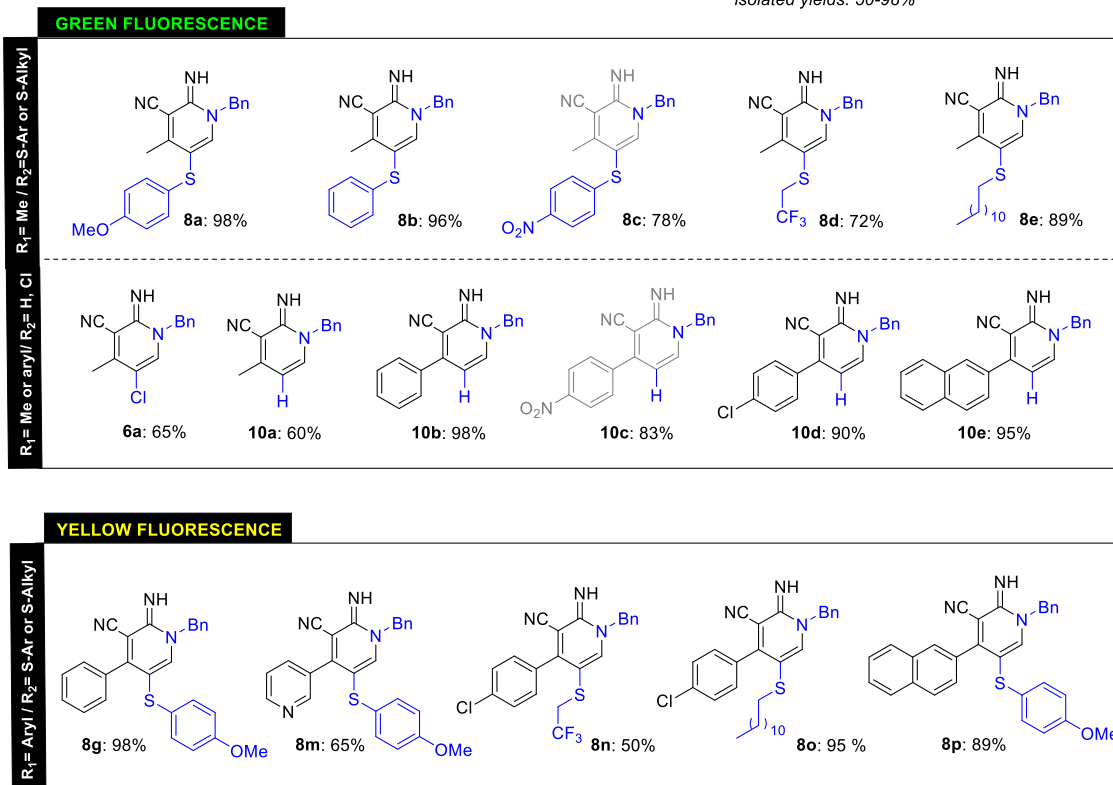 Isolated yields: 50-98%
GREEN FLUORESCENCE
R1= Me / R2=S-Ar or S-Alkyl
NH
CN
N
Bn
S
MeO
8a: 98%
NH
NC
N
Bn
S
8b: 96%
NH
NC
N
Bn
S
O2N
8c: 78%
NH
NC
N
Bn
S
CF3
8d: 72%
NH
NC
N
Bn
S
10
8e: 89%
R1= Me or aryl/ R2= H, Cl
NH
NC
N
Bn
Cl
6a: 65%
NH
NC
N
Bn
H
10a: 60%
NH
NC
N
Bn
H
10b: 98%
NH
NC
N
Bn
H
O2N
10c: 83%
NH
NC
N
Bn
H
Cl
10d: 90%
NH
NC
N
Bn
H
10e: 95%
YELLOW FLUORESCENCE
R1= Aryl / R2= S-Ar or S-Alkyl
NH
NC
N
Bn
S
OMe
8g: 98%
NH
NC
N
Bn
N
S
OMe
8m: 65%
NH
NC
N
Bn
Cl
S
CF3
8n: 50%
NH
NC
N
Bn
Cl
S
10
8o: 95 %
NH
NC
N
Bn
S
OMe
8p: 89%